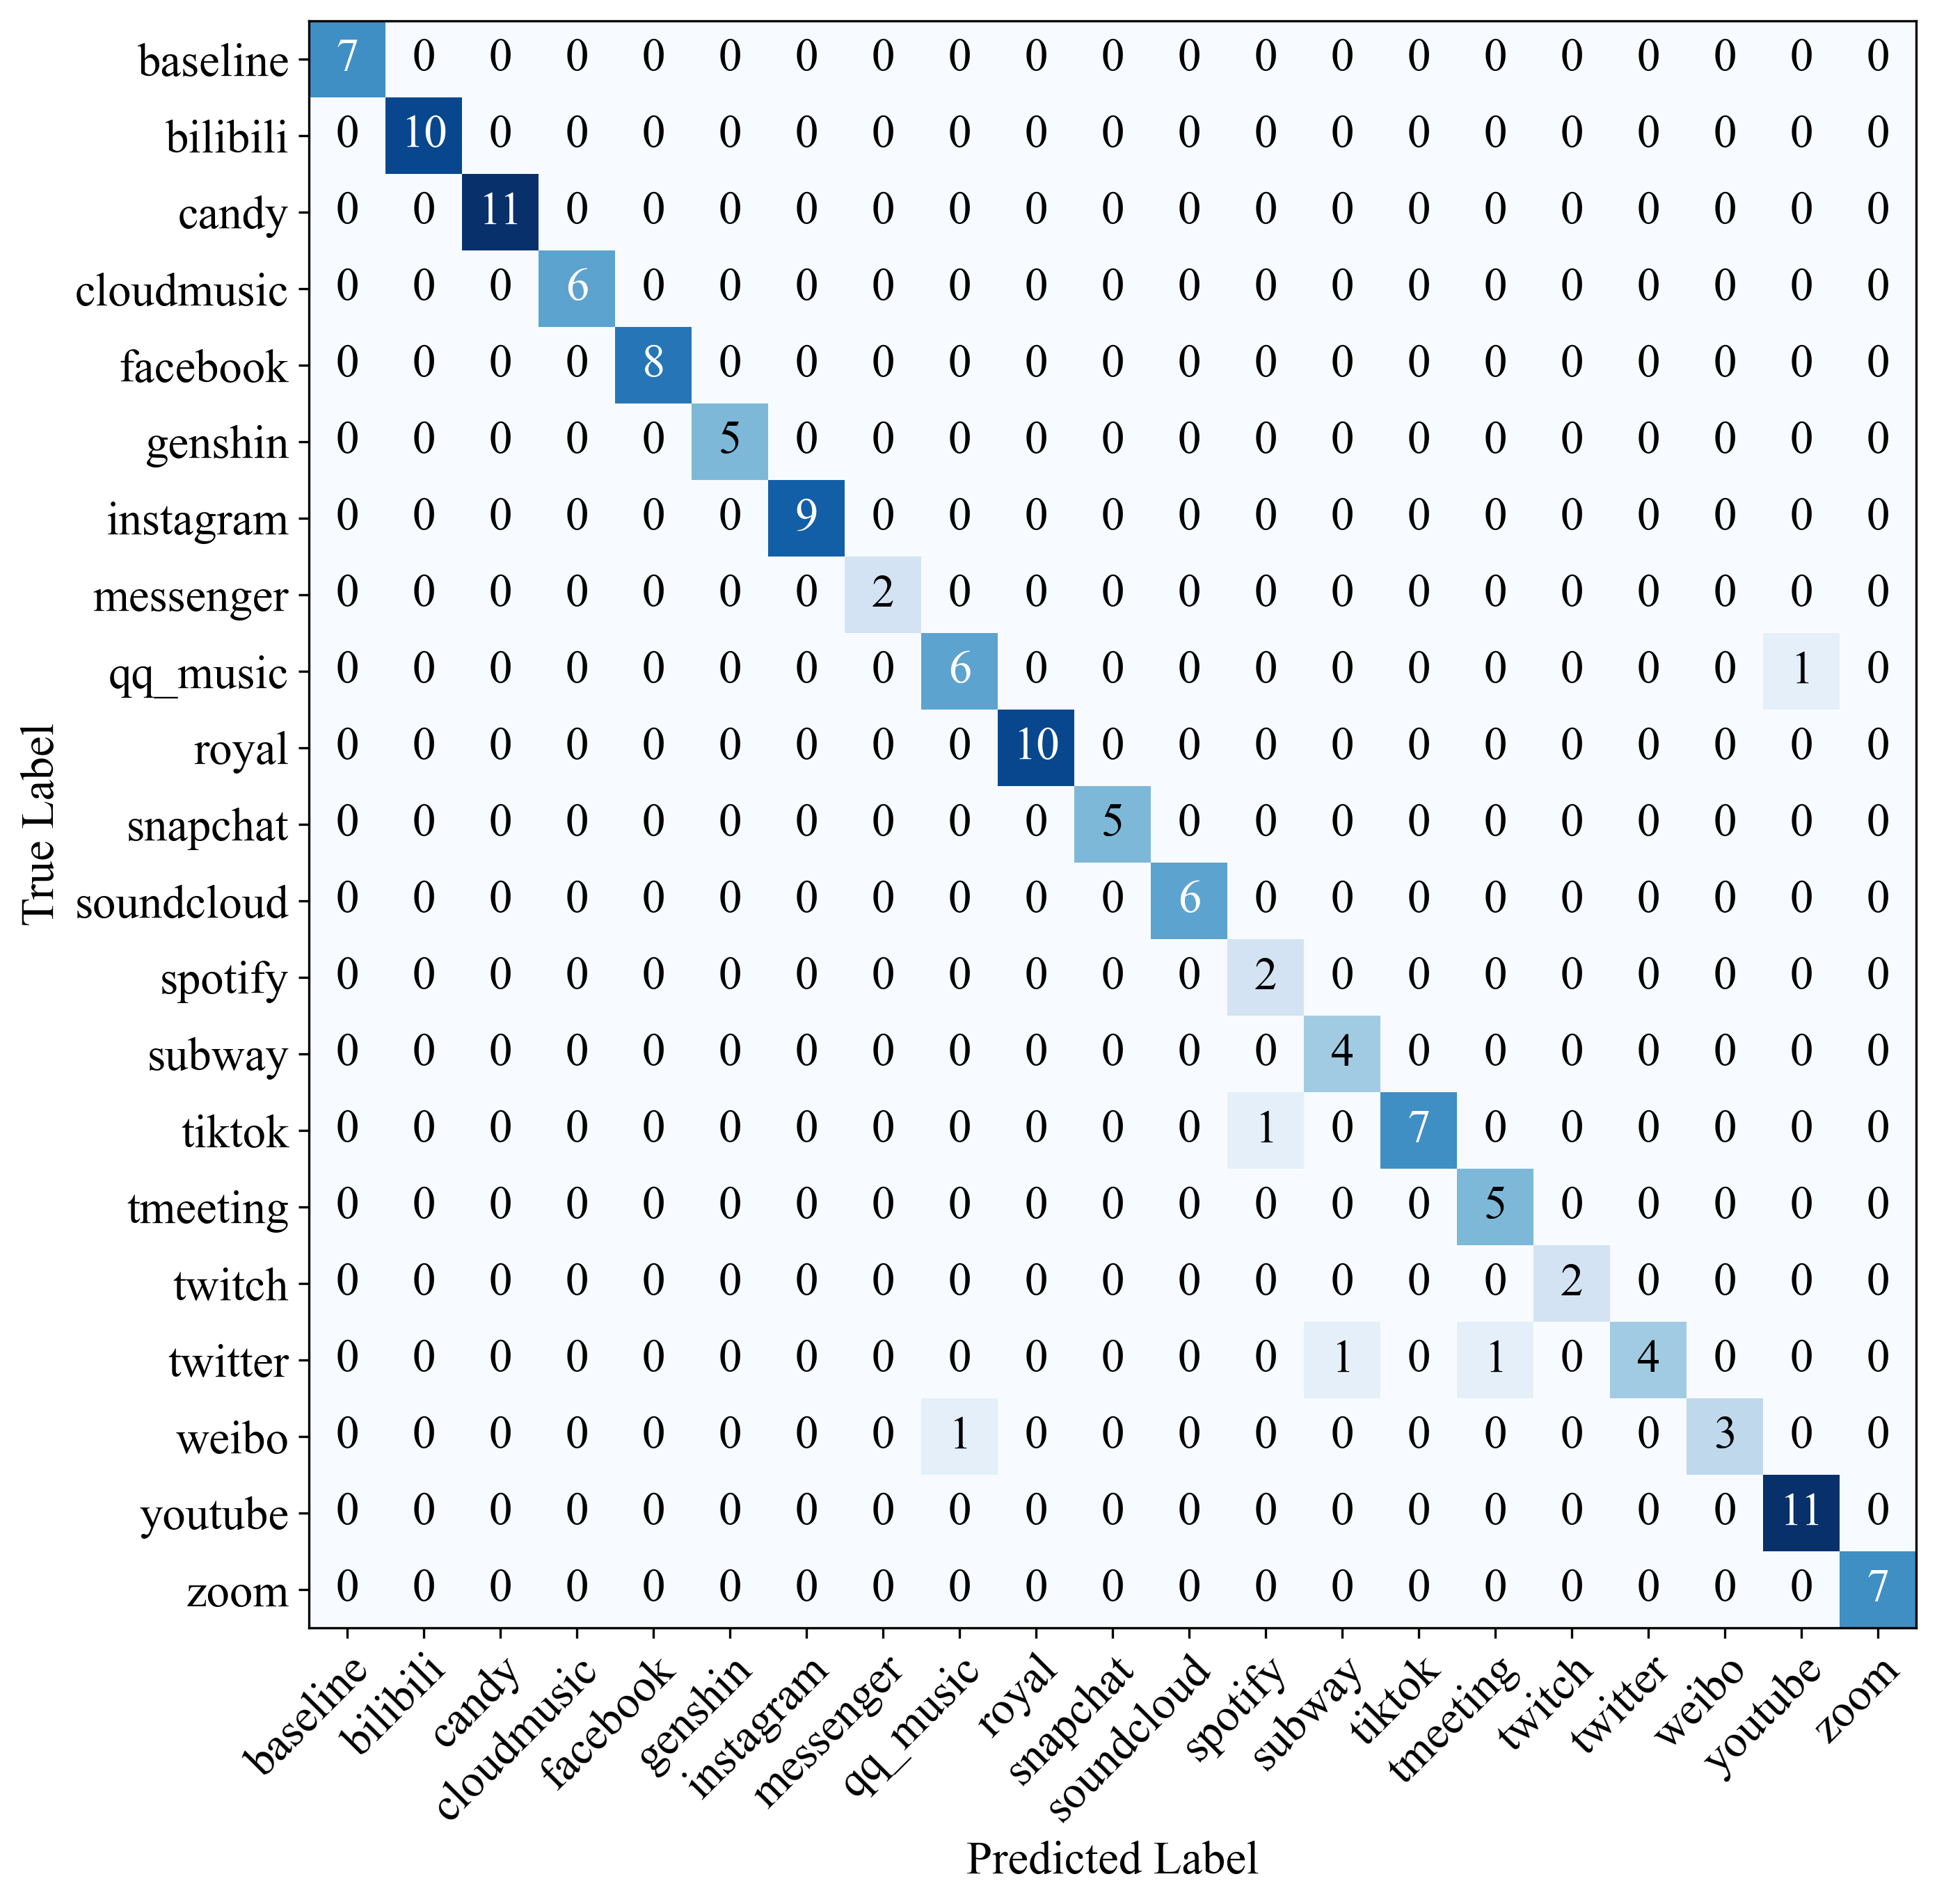 baseline 7 0 0 0 0 0 0 0 0 0 0 0 0 0 0 0 0 0 0 0 0
bilibili 0 10 0 0 0 0 0 0 0 0 0 0 0 0 0 0 0 0 0 0 0
candy 0 0 11 0 0 0 0 0 0 0 0 0 0 0 0 0 0 0 0 0 0
cloudmusic 0 0 0 6 0 0 0 0 0 0 0 0 0 0 0 0 0 0 0 0 0
facebook 0 0 0 0 8 0 0 0 0 0 0 0 0 0 0 0 0 0 0 0 0
genshin 0 0 0 0 0 5 0 0 0 0 0 0 0 0 0 0 0 0 0 0 0
instagram 0 0 0 0 0 0 9 0 0 0 0 0 0 0 0 0 0 0 0 0 0
messenger 0 0 0 0 0 0 0 2 0 0 0 0 0 0 0 0 0 0 0 0 0
qq_music 0 0 0 0 0 0 0 0 6 0 0 0 0 0 0 0 0 0 0 1 0
royal 0 0 0 0 0 0 0 0 0 10 0 0 0 0 0 0 0 0 0 0 0
snapchat 0 0 0 0 0 0 0 0 0 0 5 0 0 0 0 0 0 0 0 0 0
soundcloud 0 0 0 0 0 0 0 0 0 0 0 6 0 0 0 0 0 0 0 0 0
spotify 0 0 0 0 0 0 0 0 0 0 0 0 2 0 0 0 0 0 0 0 0
subway 0 0 0 0 0 0 0 0 0 0 0 0 0 4 0 0 0 0 0 0 0
tiktok 0 0 0 0 0 0 0 0 0 0 0 0 1 0 7 0 0 0 0 0 0
tmeeting 0 0 0 0 0 0 0 0 0 0 0 0 0 0 0 5 0 0 0 0 0
twitch 0 0 0 0 0 0 0 0 0 0 0 0 0 0 0 0 2 0 0 0 0
twitter 0 0 0 0 0 0 0 0 0 0 0 0 0 1 0 1 0 4 0 0 0
weibo 0 0 0 0 0 0 0 0 1 0 0 0 0 0 0 0 0 0 3 0 0
youtube 0 0 0 0 0 0 0 0 0 0 0 0 0 0 0 0 0 0 0 11 0
zoom 0 0 0 0 0 0 0 0 0 0 0 0 0 0 0 0 0 0 0 0 7
True Label
baseline bilibili candy cloudmusic facebook genshin instagram messenger qq_music royal snapchat soundcloud spotify subway tiktok tmeeting twitch twitter weibo youtube zoom
Predicted Label